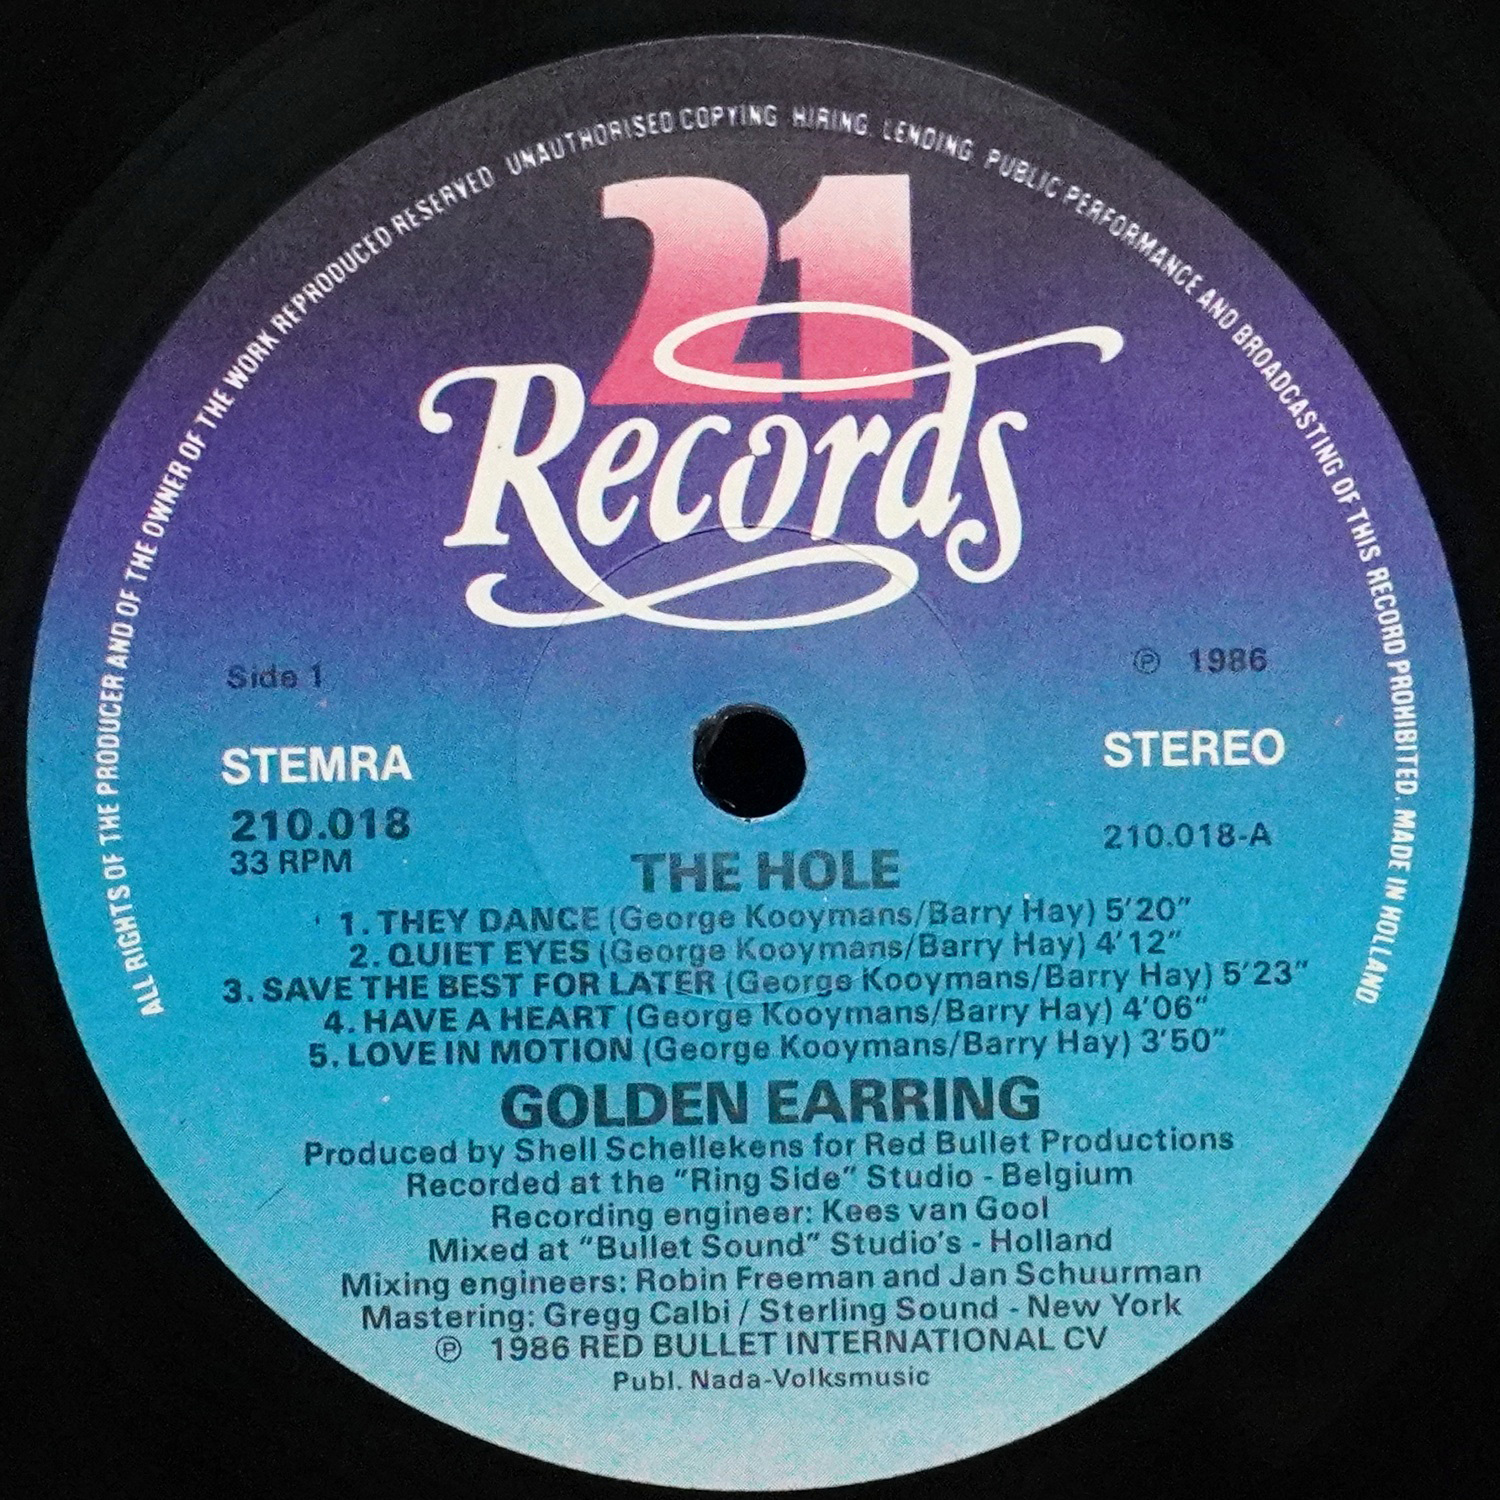 ALL RIGHTS OF THE PRODUCER AND OF THE OWNER OF THE WORK REPRODUCED RESERVED UNAUTHORISED COPYING HIRING. LENDING PUBLIC PERFORMANCE AND BROADCASTING OF THIS RECORD PROHIBITED. MADE IN HOLLAND.
21
Records
Side 1
℗ 1986
STEMRA
STEREO
210.018
210.018-A
33 RPM
THE HOLE
1. THEY DANCE (George Kooymans/Barry Hay) 5'20"
2. QUIET EYES (George Kooymans/Barry Hay) 4'12"
3. SAVE THE BEST FOR LATER (George Kooymans/Barry Hay) 5'23"
4. HAVE A HEART (George Kooymans/Barry Hay) 4'06"
5. LOVE IN MOTION (George Kooymans/Barry Hay) 3'50"
GOLDEN EARRING
Produced by Shell Schellekens for Red Bullet Productions
Recorded at the "Ring Side" Studio - Belgium
Recording engineer: Kees van Gool
Mixed at "Bullet Sound" Studio's - Holland
Mixing engineers: Robin Freeman and Jan Schuurman
Mastering: Gregg Calbi / Sterling Sound - New York
℗ 1986 RED BULLET INTERNATIONAL CV
Publ. Nada-Volksmusic